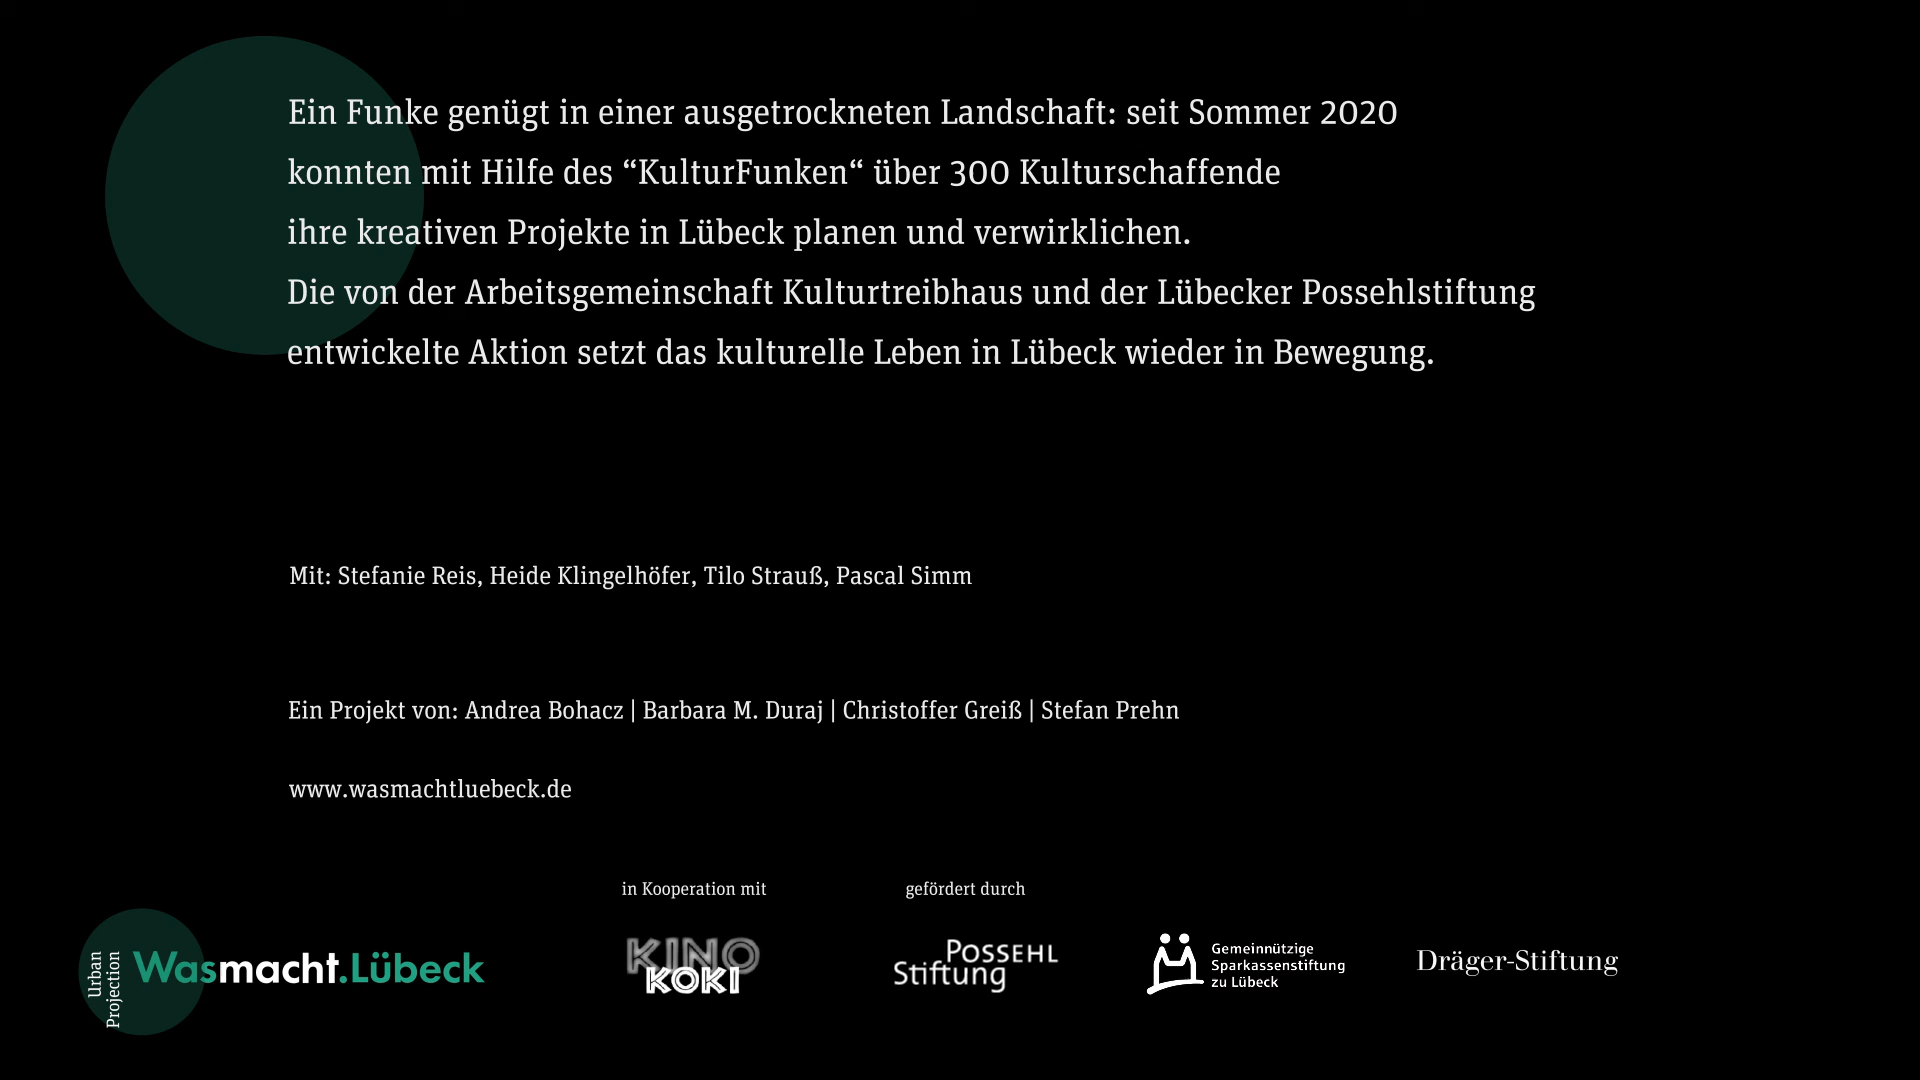 Ein Funke genügt in einer ausgetrockneten Landschaft: seit Sommer 2020
konnten mit Hilfe des “KulturFunken“ über 300 Kulturschaffende
ihre kreativen Projekte in Lübeck planen und verwirklichen.
Die von der Arbeitsgemeinschaft Kulturtreibhaus und der Lübecker Possehlstiftung
entwickelte Aktion setzt das kulturelle Leben in Lübeck wieder in Bewegung.
Mit: Stefanie Reis, Heide Klingelhöfer, Tilo Strauß, Pascal Simm
Ein Projekt von: Andrea Bohacz | Barbara M. Duraj | Christoffer Greiß | Stefan Prehn
www.wasmachtluebeck.de
in Kooperation mit
gefördert durch
Urban
Projection
Wasmacht.Lübeck
KINO
KOKI
POSSEHL
Stiftung
Gemeinnützige
Sparkassenstiftung
zu Lübeck
Dräger-Stiftung